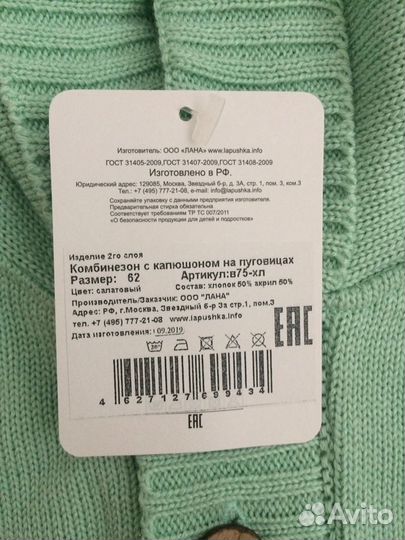 Изготовитель: ООО «ЛАНА» www.lapushka.info
ГОСТ 31405-2009,ГОСТ 31407-2009,ГОСТ 31408-2009
Изготовлено в РФ.
Юридический адрес: 129085, Москва, Звездный б-р, д. 3А, стр. 1, пом. 3, ком.3
Тел: +7 (495) 777-21-08, e-mail: info@lapushka.info
Сохраняйте упаковку с данными предприятия изготовителя.
Предварительная стирка обязательна
Соответствует требованиям ТР ТС 007/2011
«О безопасности продукции для детей и подростков»
Изделие 2го слоя
Комбинезон с капюшоном на пуговицах
Размер: 62 Артикул:в75-хл
Цвет: салатовый Состав: хлопок 50% акрил 50%
Производитель/Заказчик: ООО "ЛАНА"
Адрес: РФ, г.Москва, Звездный б-р 3а стр.1, пом.3
тел. +7 (495) 777-21-08 www.lapushka.info
Дата изготовления: 09.2019
EAC
4 627127 699434
EAC
Avito